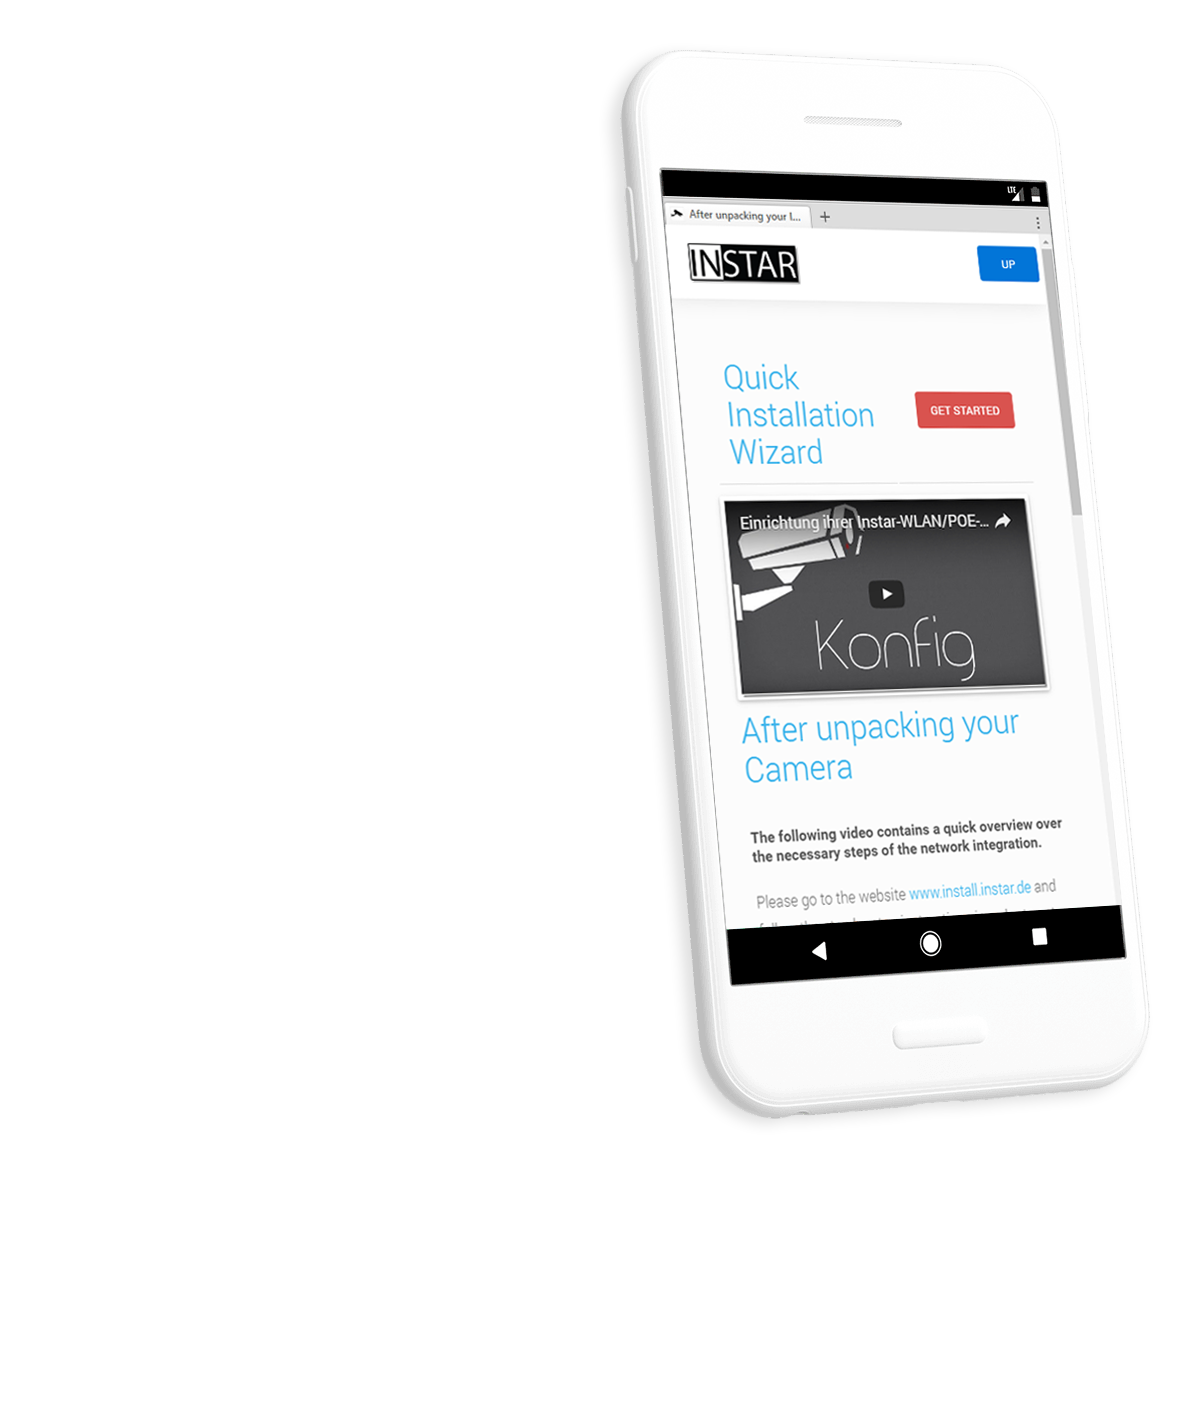 LTE
After unpacking your I...
INSTAR
UP
Quick
Installation
Wizard
GET STARTED
Einrichtung ihrer Instar-WLAN/POE-...
Konfig
After unpacking your
Camera
The following video contains a quick overview over
the necessary steps of the network integration.
Please go to the website www.install.instar.de and